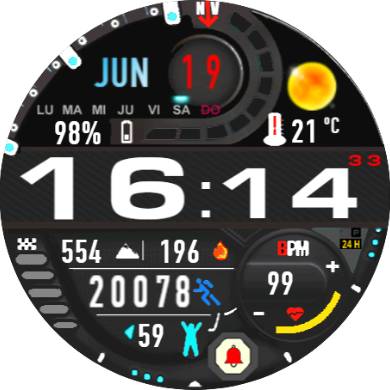 N V
JUN 19
LU MA MI JU VI SA DO
98% 21 °C
16:14 33
P
24 H
554 196 BPM
20078 99 +
-
59